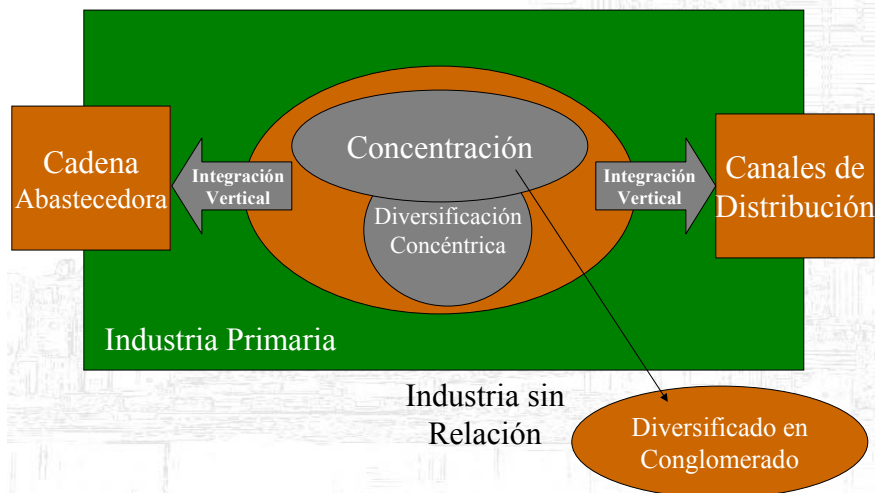 Cadena
Abastecedora
Integración
Vertical
Concentración
Diversificación
Concéntrica
Integración
Vertical
Canales de
Distribución
Industria Primaria
Industria sin
Relación
Diversificado en
Conglomerado